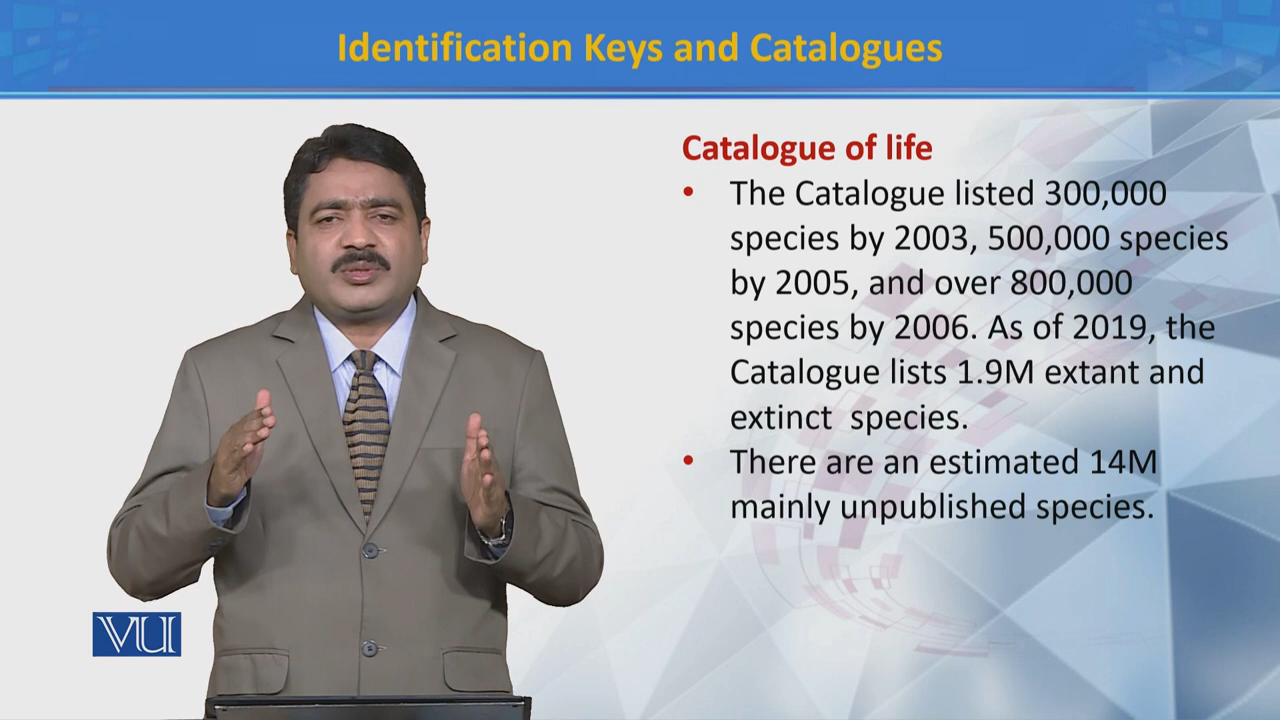 Identification Keys and Catalogues
Catalogue of life
• The Catalogue listed 300,000
species by 2003, 500,000 species
by 2005, and over 800,000
species by 2006. As of 2019, the
Catalogue lists 1.9M extant and
extinct species.
• There are an estimated 14M
mainly unpublished species.
VU